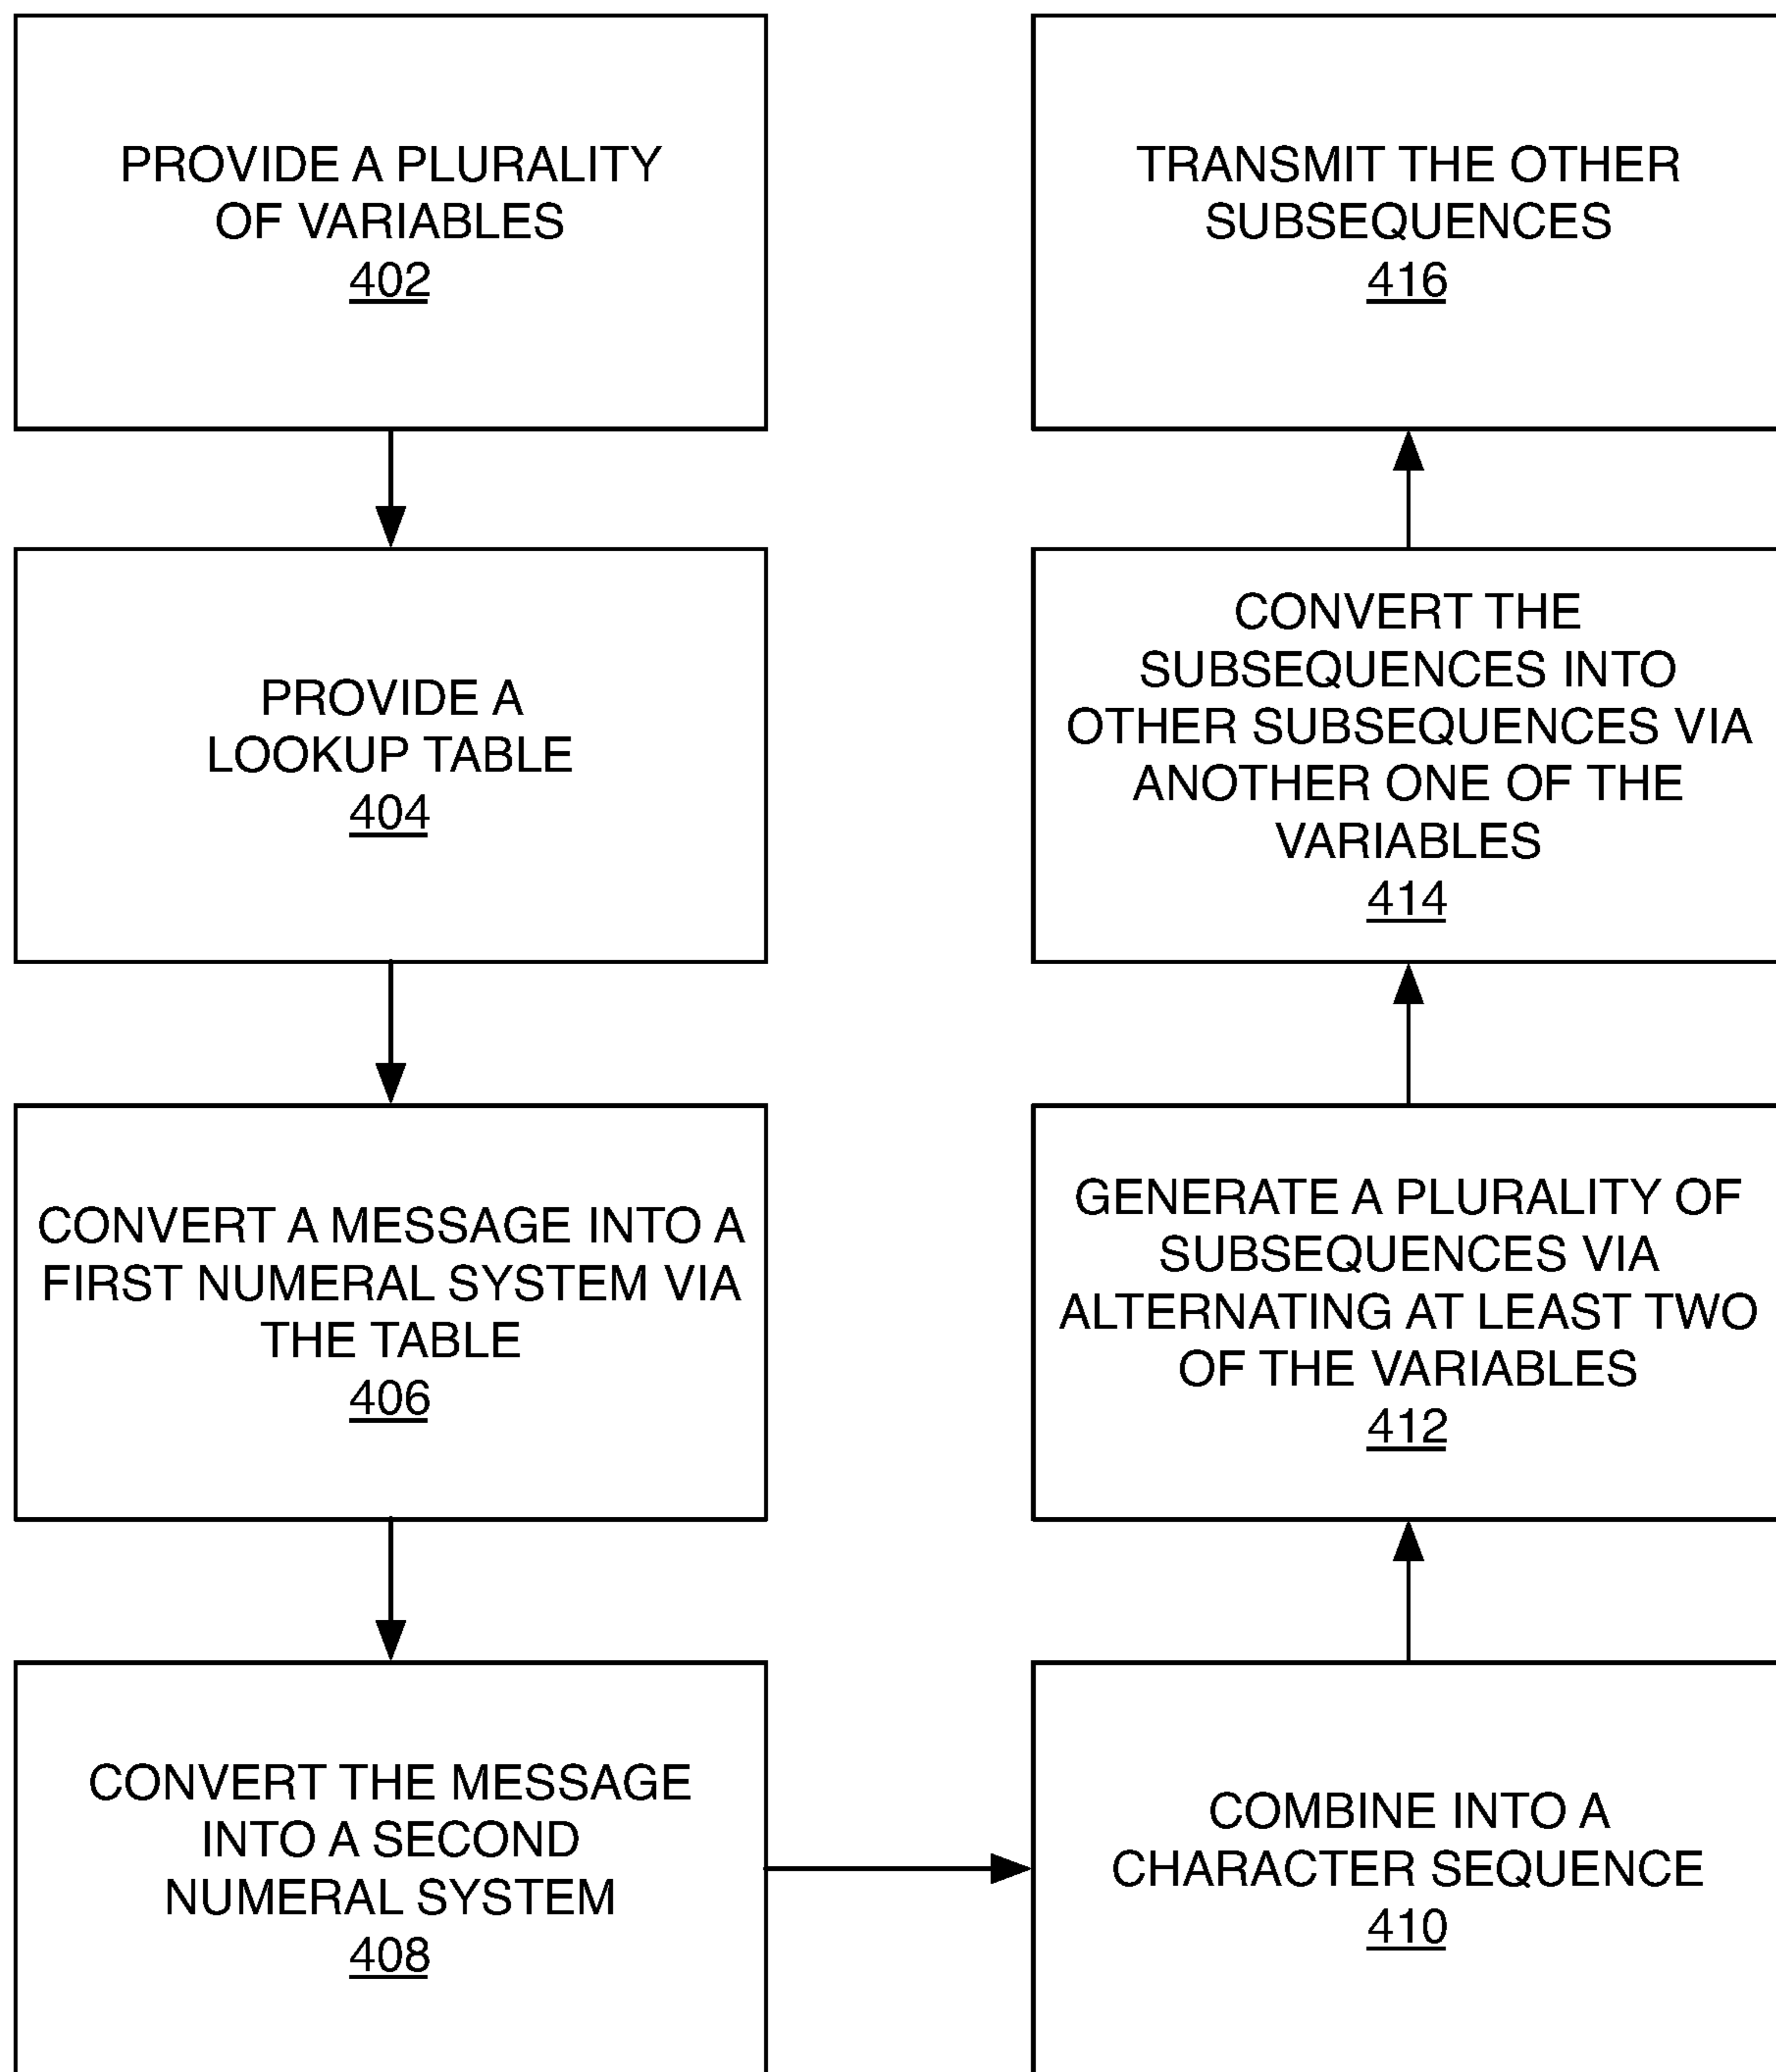 PROVIDE A PLURALITY
OF VARIABLES
402
PROVIDE A
LOOKUP TABLE
404
CONVERT A MESSAGE INTO A
FIRST NUMERAL SYSTEM VIA
THE TABLE
406
CONVERT THE MESSAGE
INTO A SECOND
NUMERAL SYSTEM
408
COMBINE INTO A
CHARACTER SEQUENCE
410
GENERATE A PLURALITY OF
SUBSEQUENCES VIA
ALTERNATING AT LEAST TWO
OF THE VARIABLES
412
CONVERT THE
SUBSEQUENCES INTO
OTHER SUBSEQUENCES VIA
ANOTHER ONE OF THE
VARIABLES
414
TRANSMIT THE OTHER
SUBSEQUENCES
416